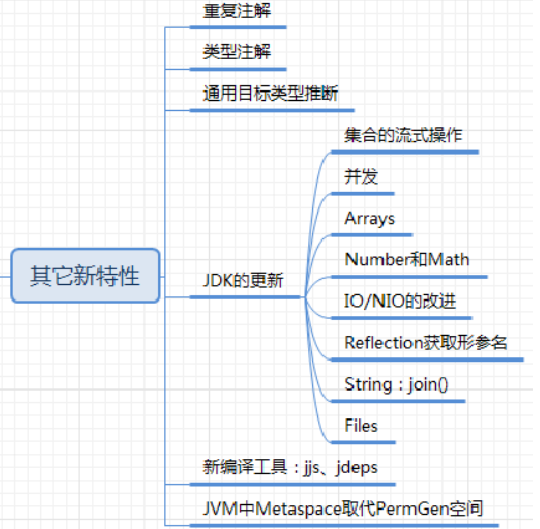 重复注解
类型注解
通用目标类型推断
集合的流式操作
并发
Arrays
Number和Math
其它新特性
JDK的更新
IO/NIO的改进
Reflection获取形参名
String：join()
Files
新编译工具：jjs、jdeps
JVM中Metaspace取代PermGen空间